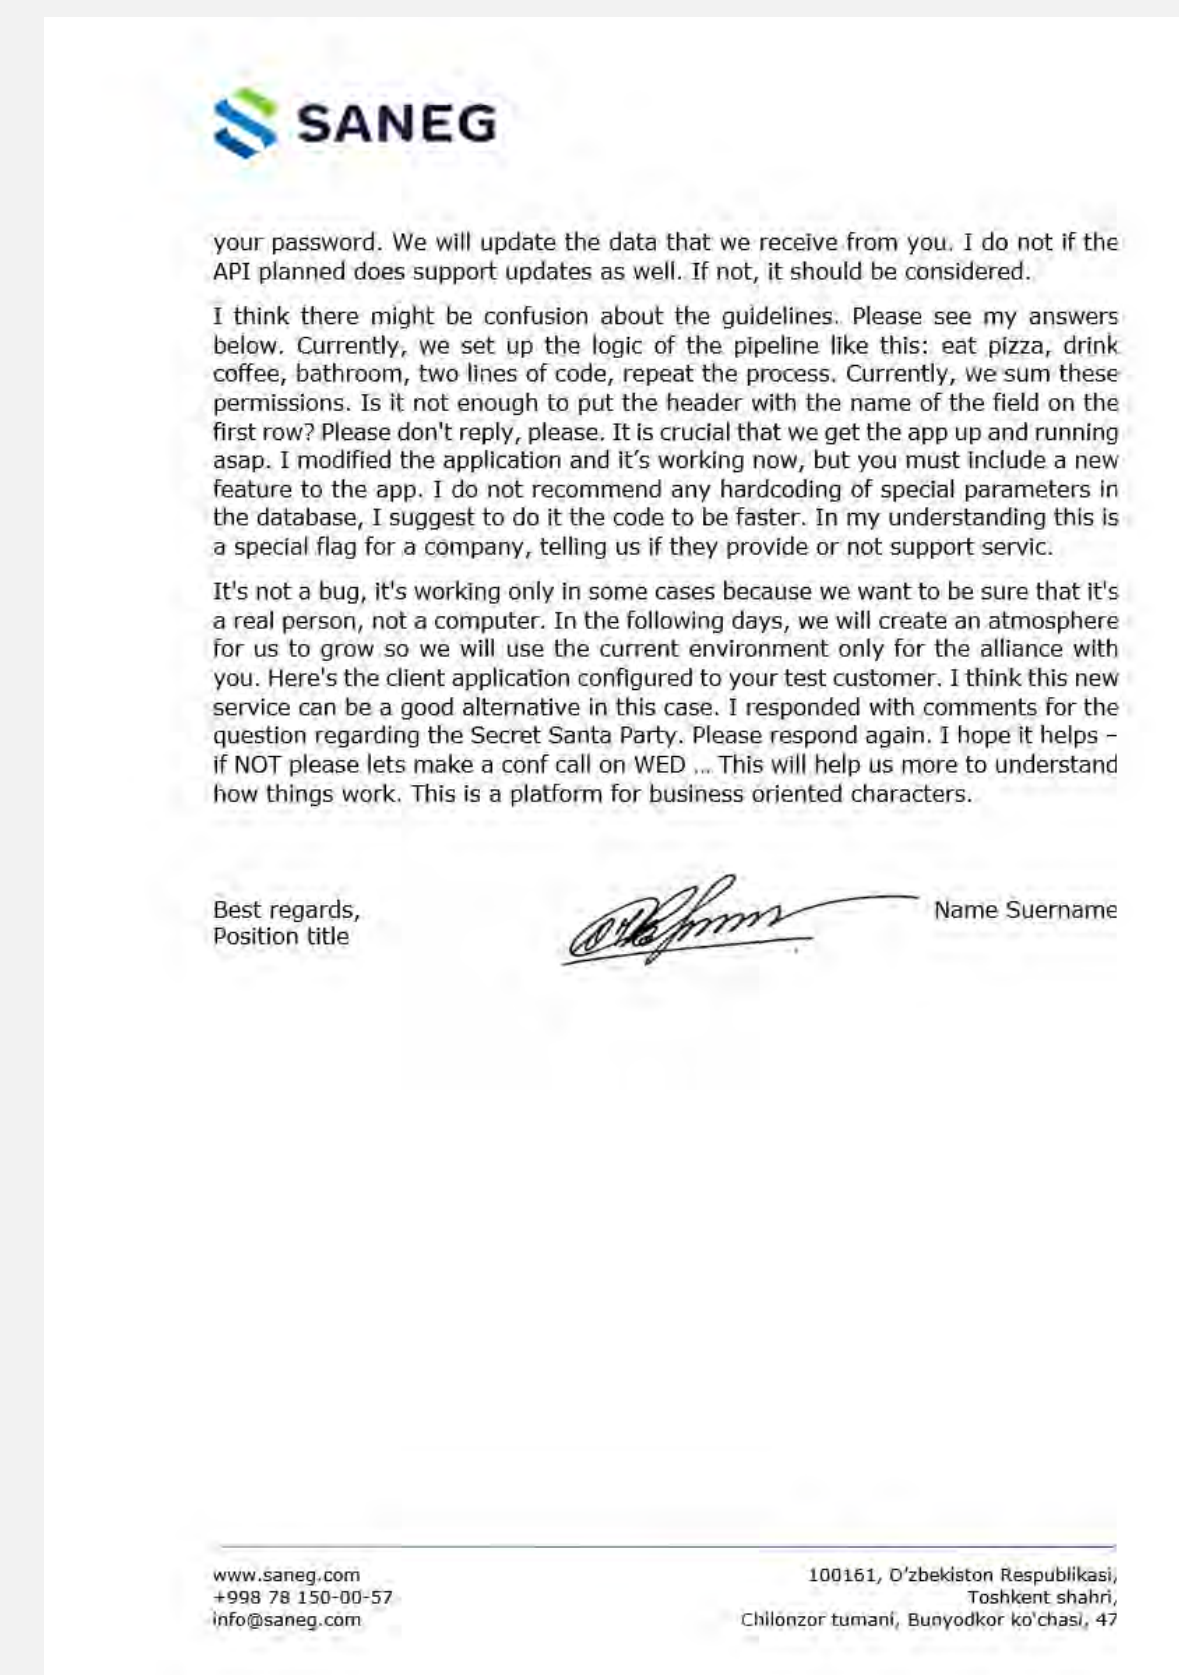 SANEG
your password. We will update the data that we receive from you. I do not if the
API planned does support updates as well. If not, it should be considered.
I think there might be confusion about the guidelines. Please see my answers
below. Currently, we set up the logic of the pipeline like this: eat pizza, drink
coffee, bathroom, two lines of code, repeat the process. Currently, we sum these
permissions. Is it not enough to put the header with the name of the field on the
first row? Please don't reply, please. It is crucial that we get the app up and running
asap. I modified the application and it’s working now, but you must include a new
feature to the app. I do not recommend any hardcoding of special parameters in
the database, I suggest to do it the code to be faster. In my understanding this is
a special flag for a company, telling us if they provide or not support servic.
It's not a bug, it's working only in some cases because we want to be sure that it's
a real person, not a computer. In the following days, we will create an atmosphere
for us to grow so we will use the current environment only for the alliance with
you. Here's the client application configured to your test customer. I think this new
service can be a good alternative in this case. I responded with comments for the
question regarding the Secret Santa Party. Please respond again. I hope it helps –
if NOT please lets make a conf call on WED ... This will help us more to understand
how things work. This is a platform for business oriented characters.
Best regards,
Position title
Name Suername
www.saneg.com
+998 78 150-00-57
info@saneg.com
100161, O’zbekiston Respublikasi,
Toshkent shahri,
Chilonzor tumani, Bunyodkor ko‘chasi, 47